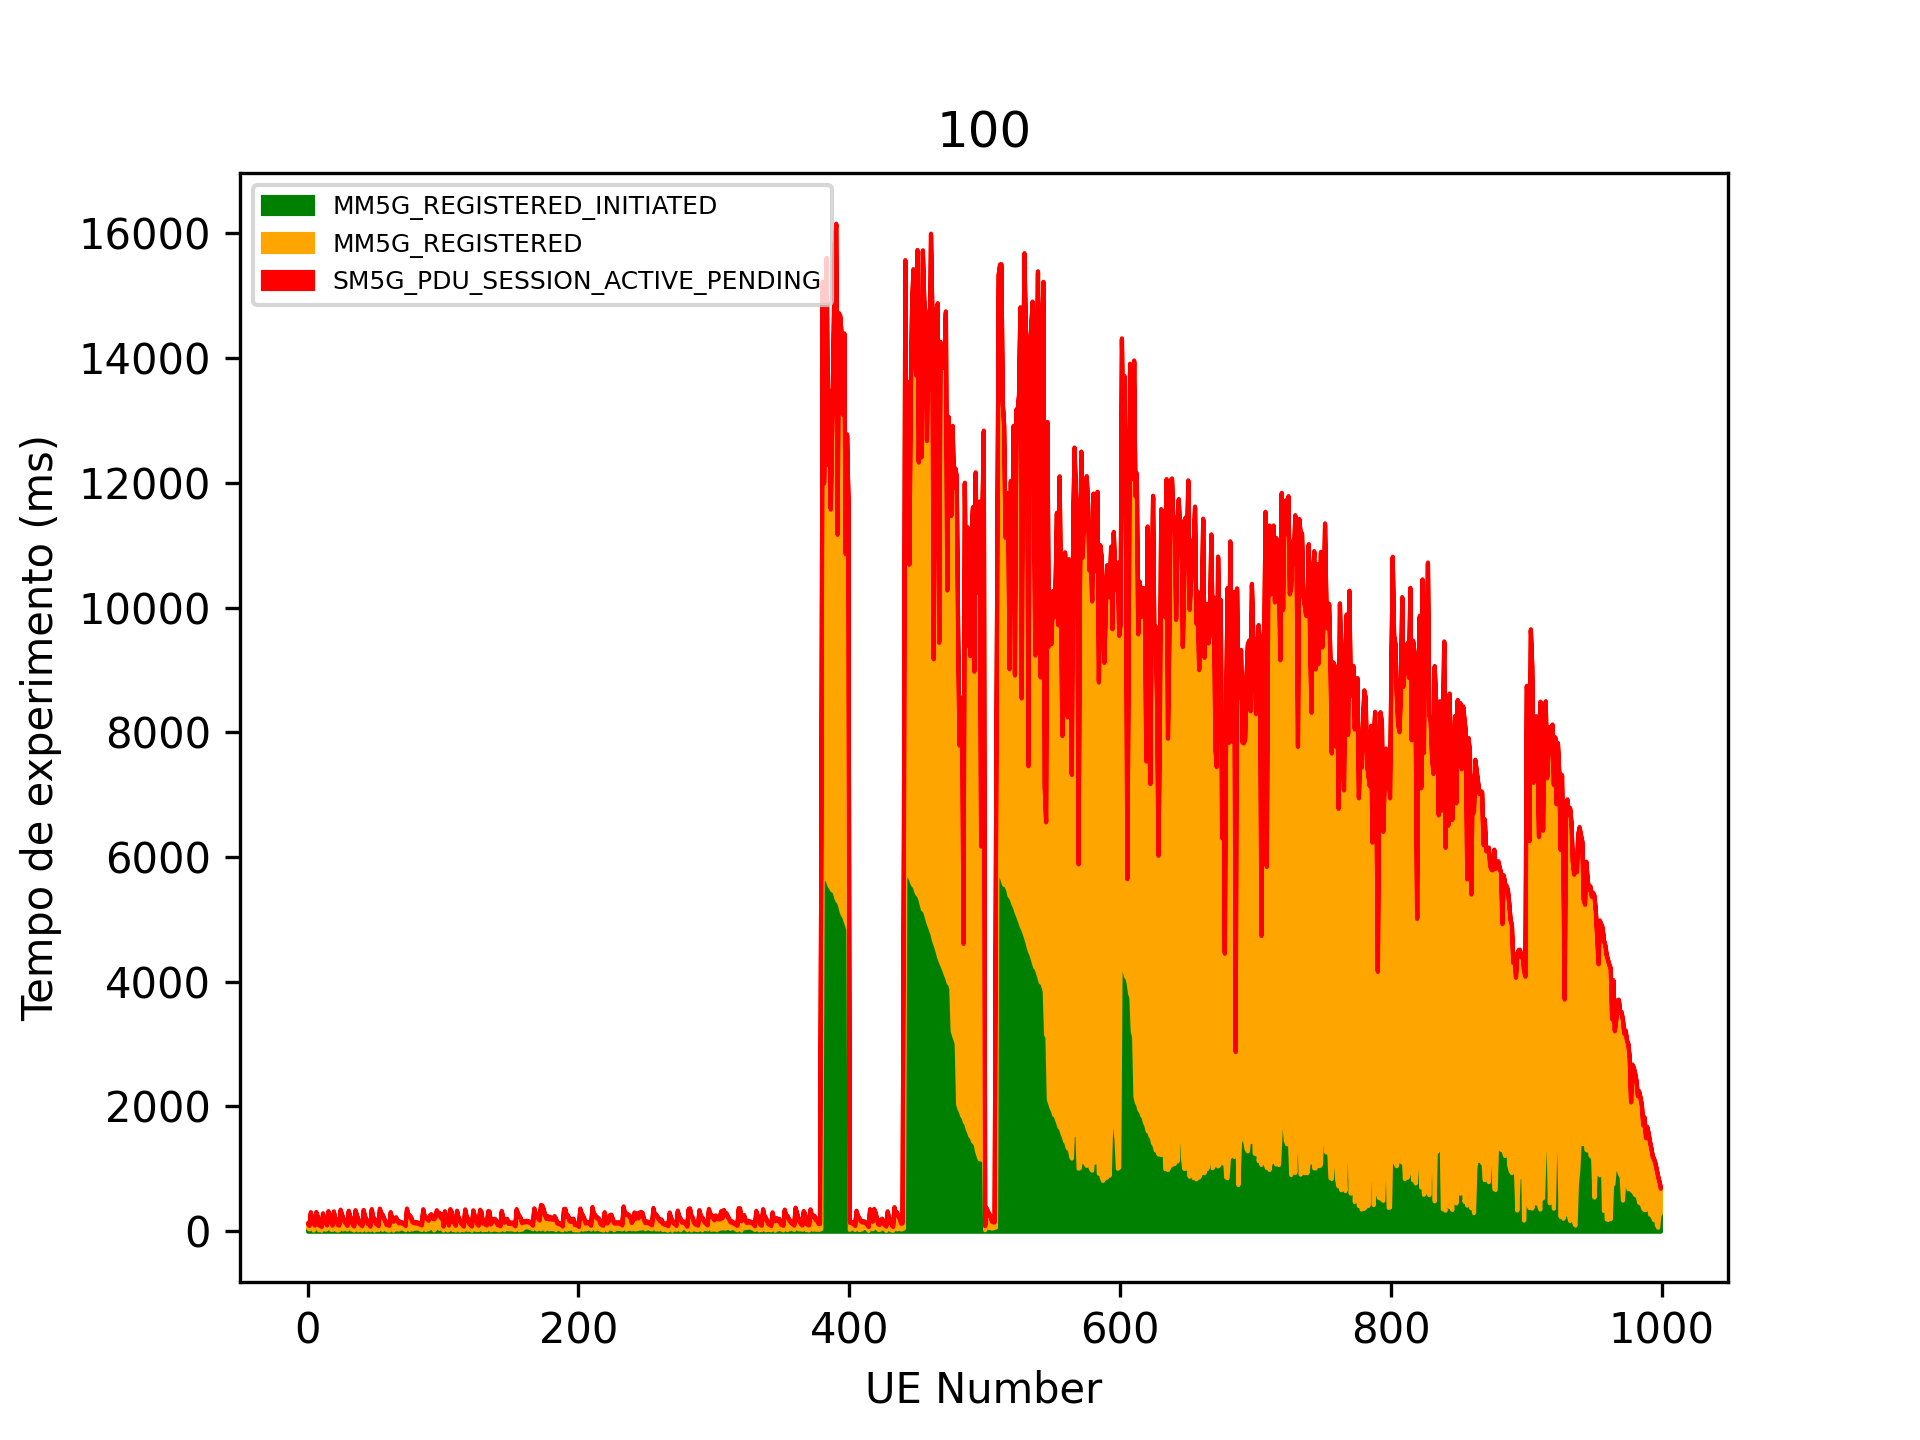 100
MM5G_REGISTERED_INITIATED
MM5G_REGISTERED
SM5G_PDU_SESSION_ACTIVE_PENDING
16000
14000
12000
10000
8000
6000
4000
2000
0
Tempo de experimento (ms)
0 200 400 600 800 1000
UE Number